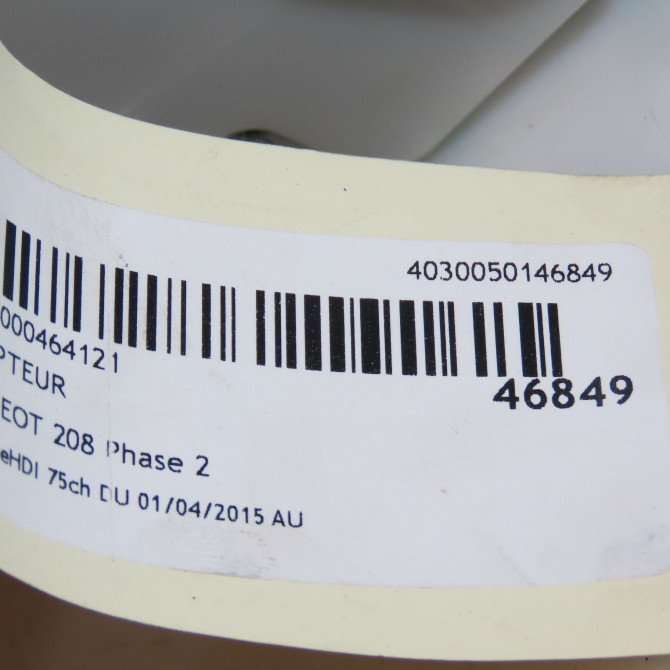 4030050146849
000464121
46849
PTEUR
EOT 208 Phase 2
eHDI 75ch DU 01/04/2015 AU